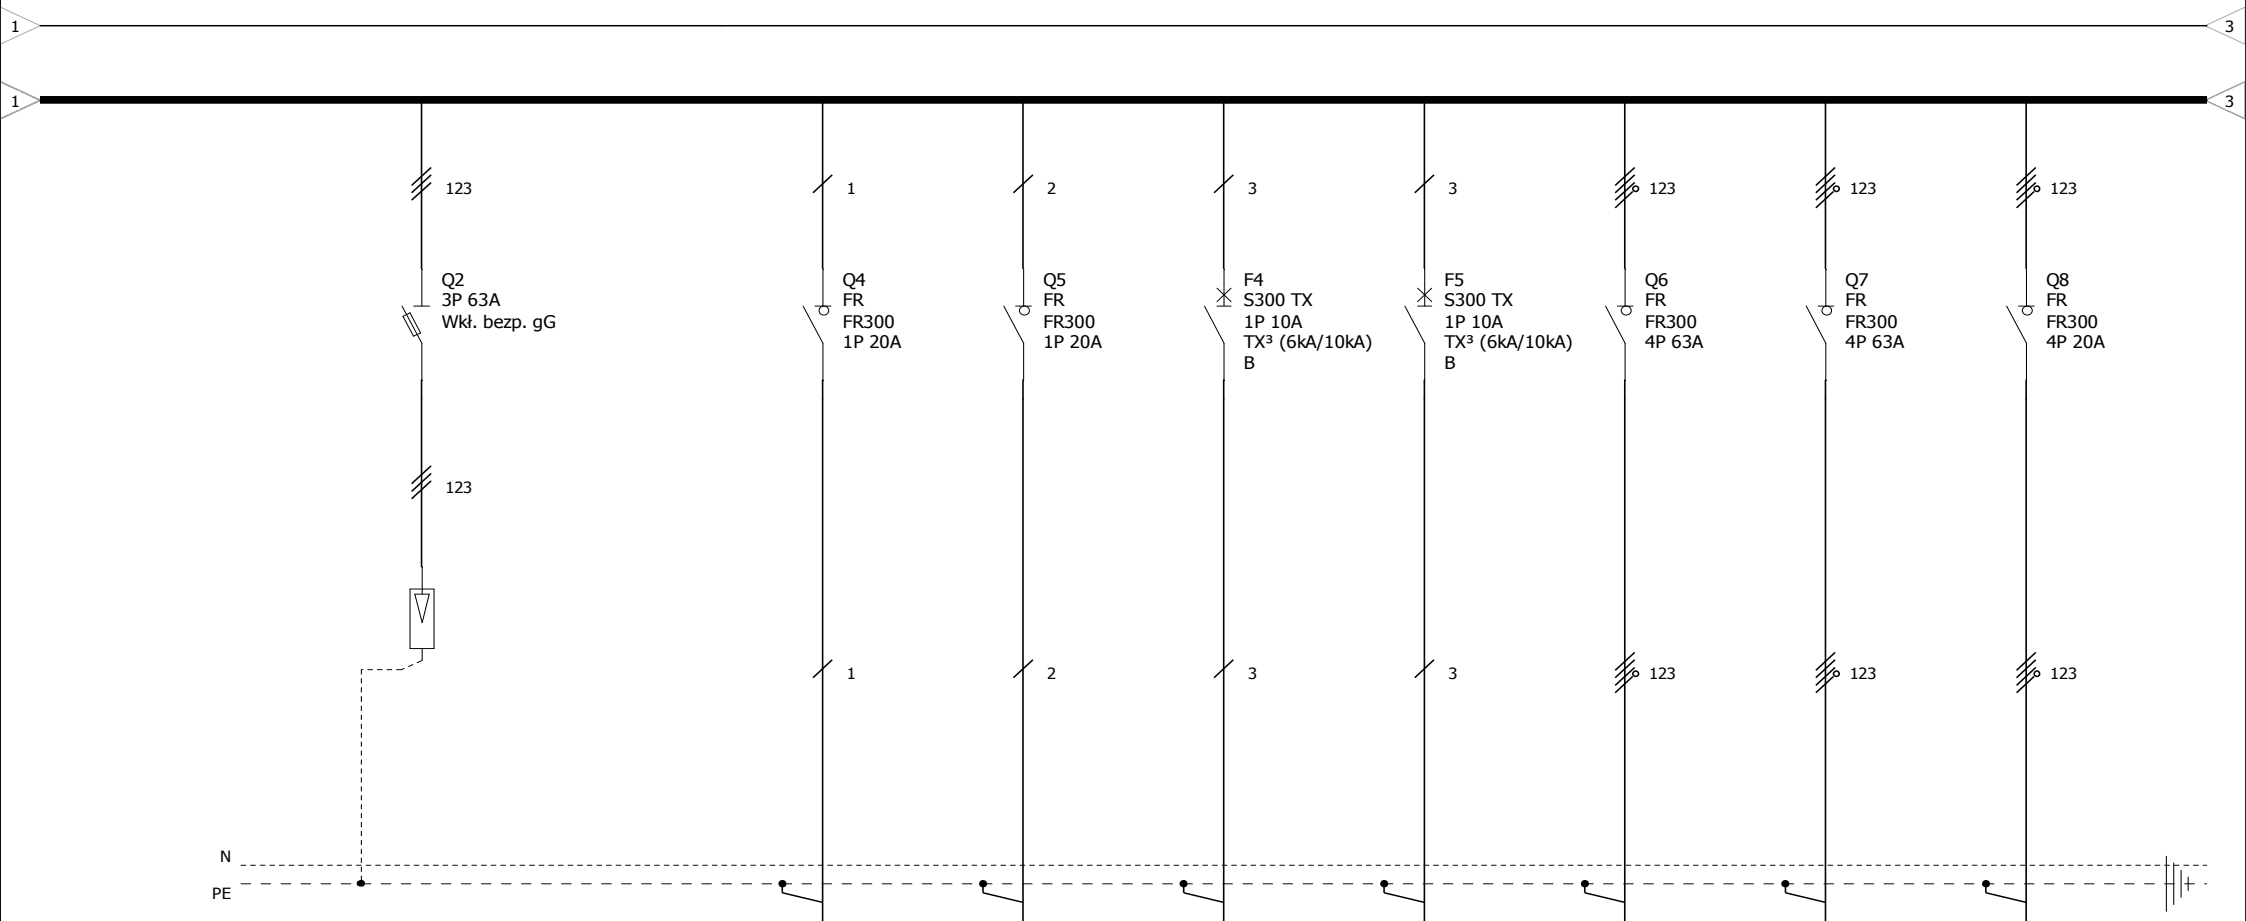 1
3
1
3
123
1
2
3
3
123
123
123
Q2
3P 63A
Wkł. bezp. gG
Q4
FR
FR300
1P 20A
Q5
FR
FR300
1P 20A
F4
S300 TX
1P 10A
TX³ (6kA/10kA)
B
F5
S300 TX
1P 10A
TX³ (6kA/10kA)
B
Q6
FR
FR300
4P 63A
Q7
FR
FR300
4P 63A
Q8
FR
FR300
4P 20A
123
1
2
3
3
123
123
123
N
PE